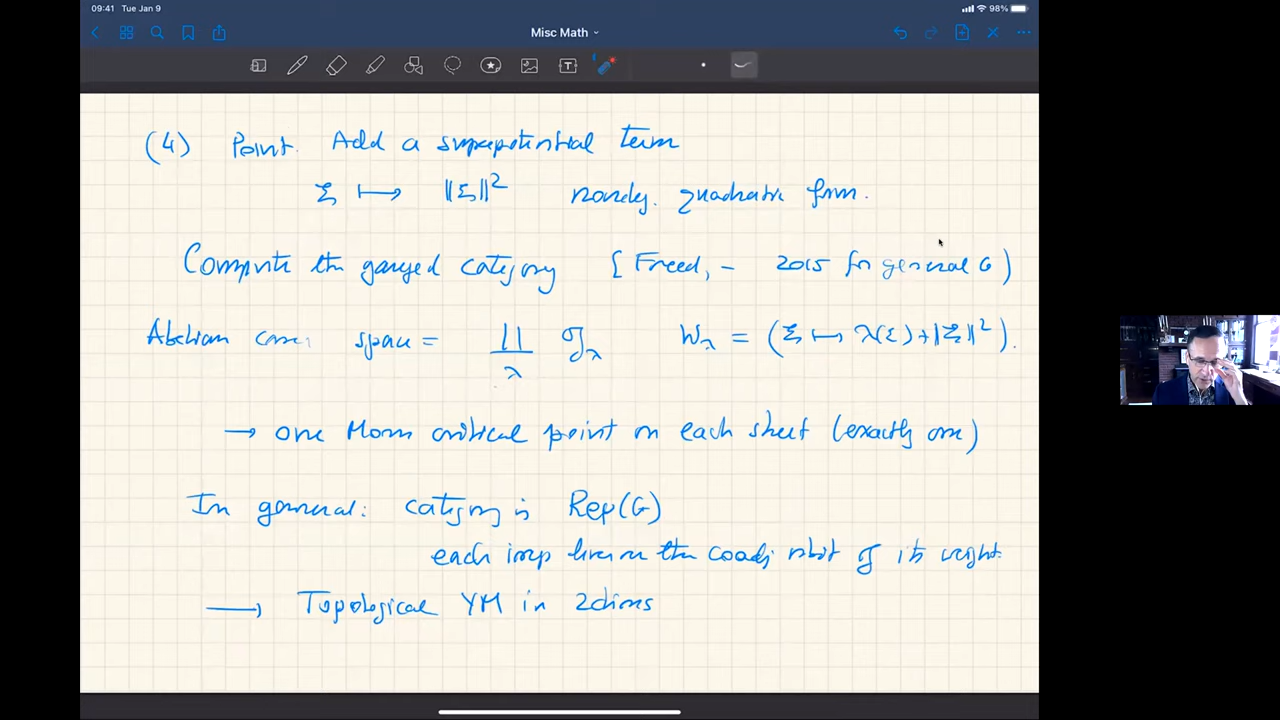 09:41 Tue Jan 9
98%
Misc Math
(4) Point. Add a superpotential term
ξ ⟼ ‖ξ‖² nondeg. quadratic form.
Compute the gauged category [Freed, – 2015 for general G)
Abelian case: space = ∐_λ 𝔤_λ W_λ = (ξ ⟼ λ(ξ) + ‖ξ‖²).
→ one Morse critical point on each sheet (exactly one)
In general: category is Rep(G)
each irrep lives on the coadj orbit of its weight.
⟶ Topological YM in 2dims